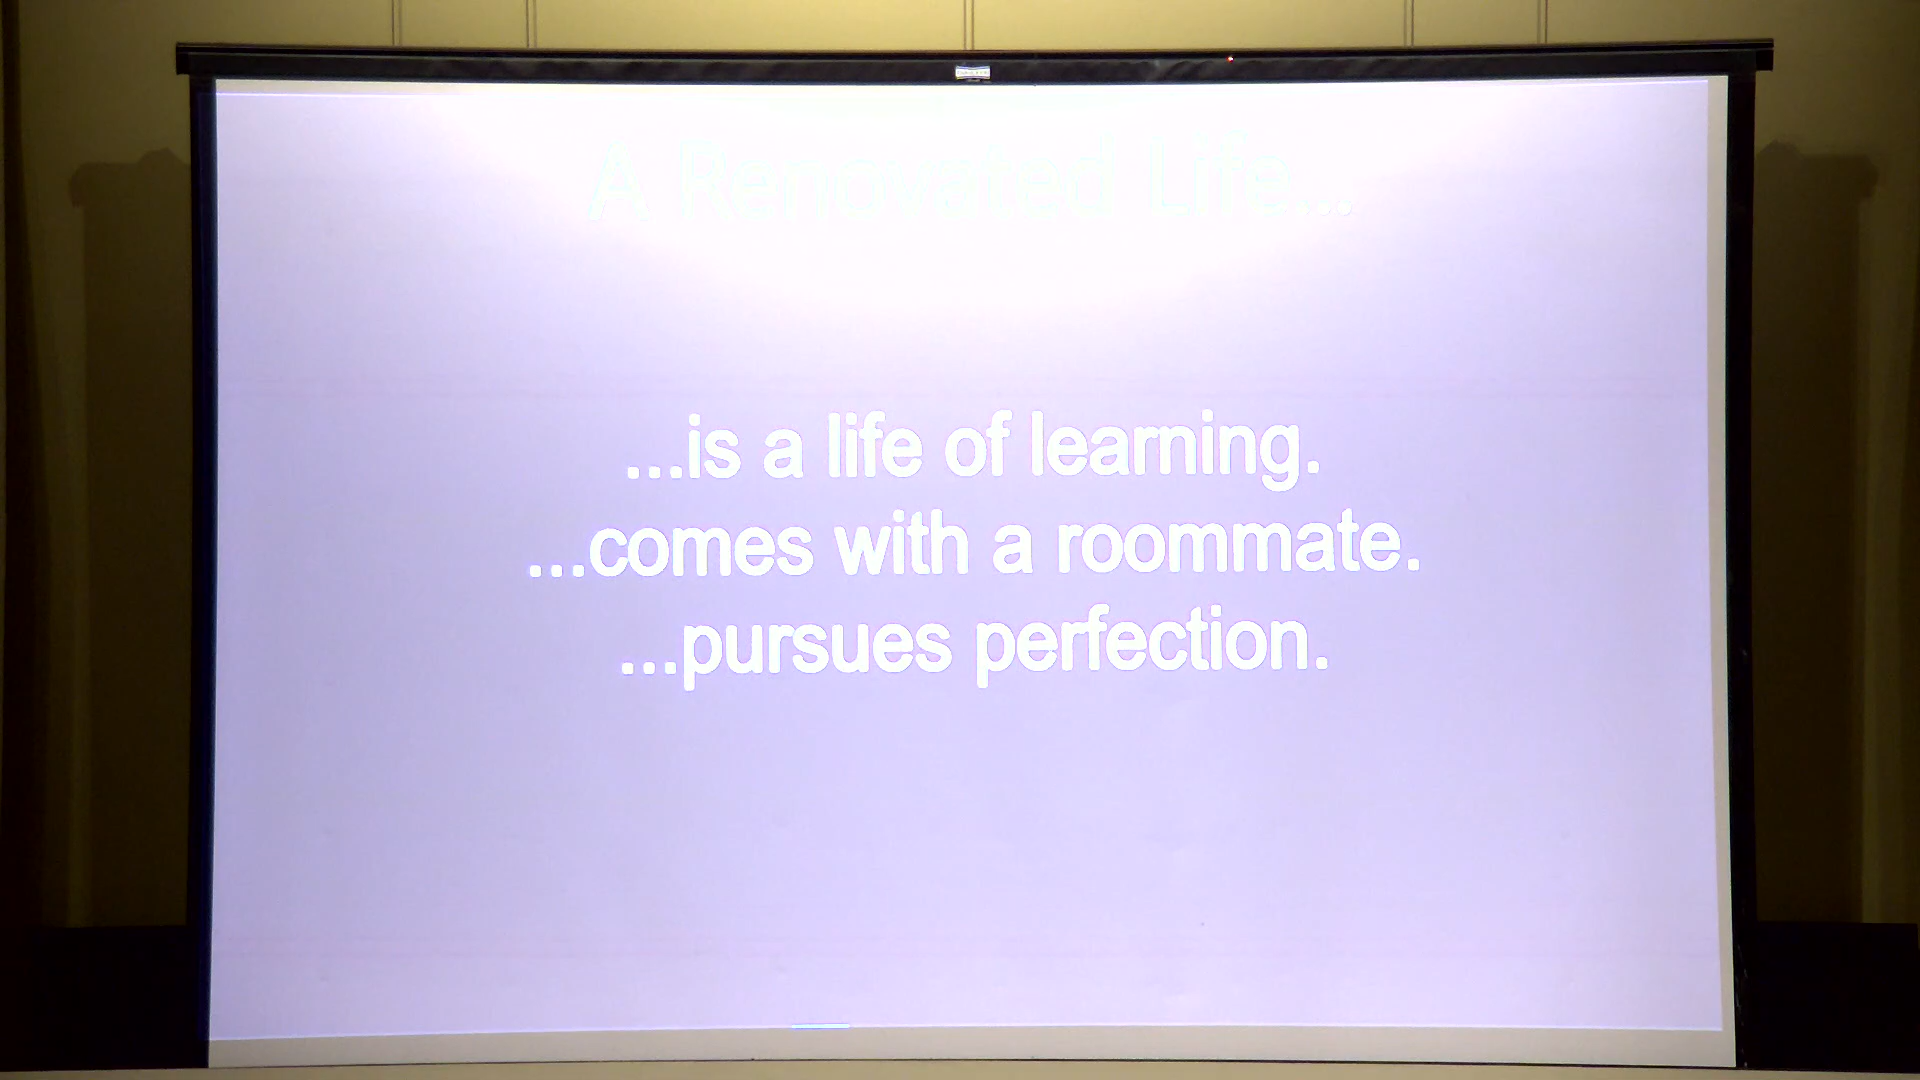 A Renovated Life...
...is a life of learning.
...comes with a roommate.
...pursues perfection.